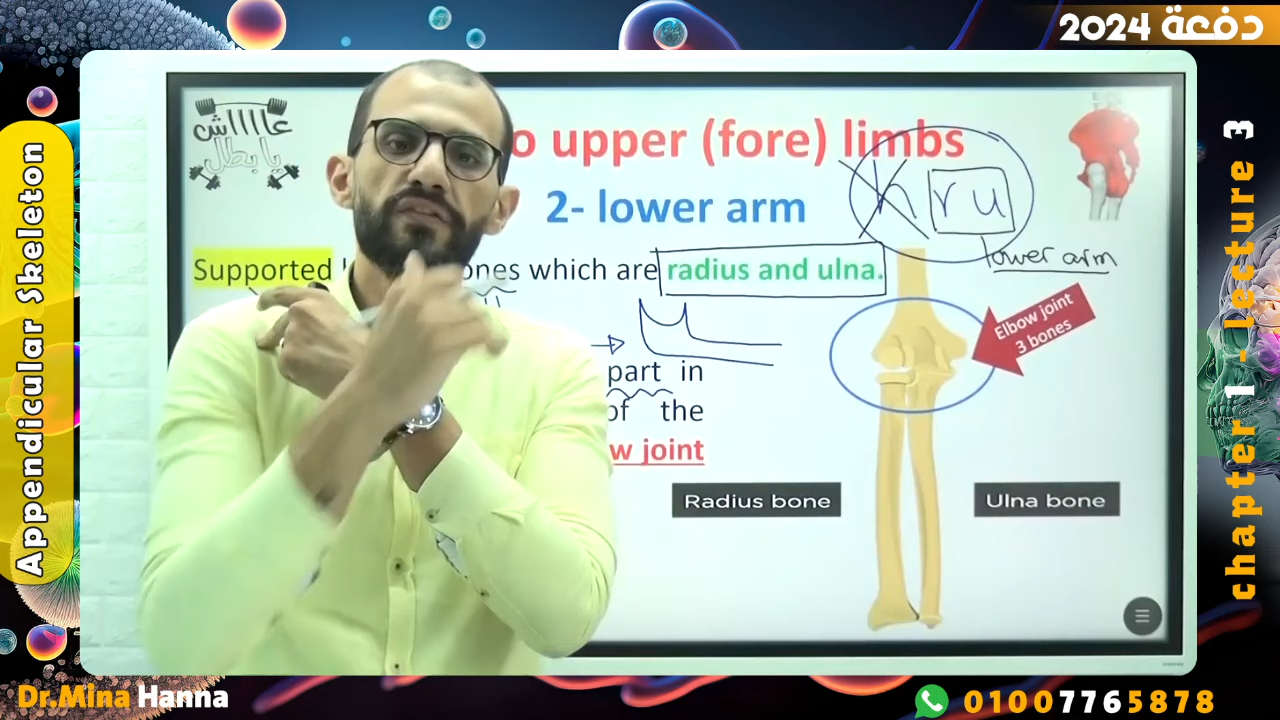 دفعة 2024
Appendicular Skeleton
chapter 1 - lecture 3
عاااااش
يا بطل
o upper (fore) limbs
2- lower arm
h r u
lower arm
Supported
ones which are radius and ulna.
part in
of the
w joint
Elbow joint
3 bones
Radius bone
Ulna bone
Dr.Mina Hanna
01007765878